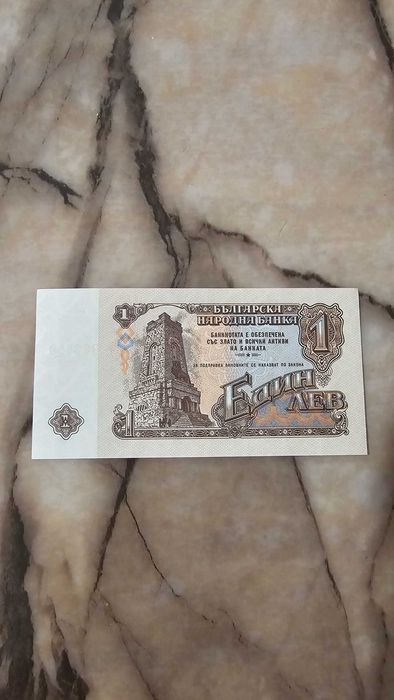 1
БЪЛГАРСКА
НАРОДНА БАНКА
БАНКНОТАТА Е ОБЕЗПЕЧЕНА
СЪС ЗЛАТО И ВСИЧКИ АКТИВИ
НА БАНКАТА
ЗА ПОДПРАВКА ВИНОВНИТЕ СЕ НАКАЗВАТ ПО ЗАКОНА
1
ЕДИН
ЛЕВ
1